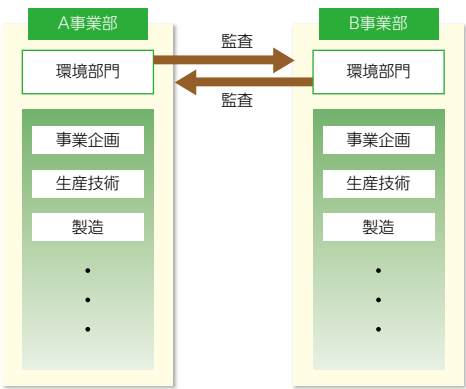 A事業部
環境部門
事業企画
生産技術
製造
監査
監査
B事業部
環境部門
事業企画
生産技術
製造